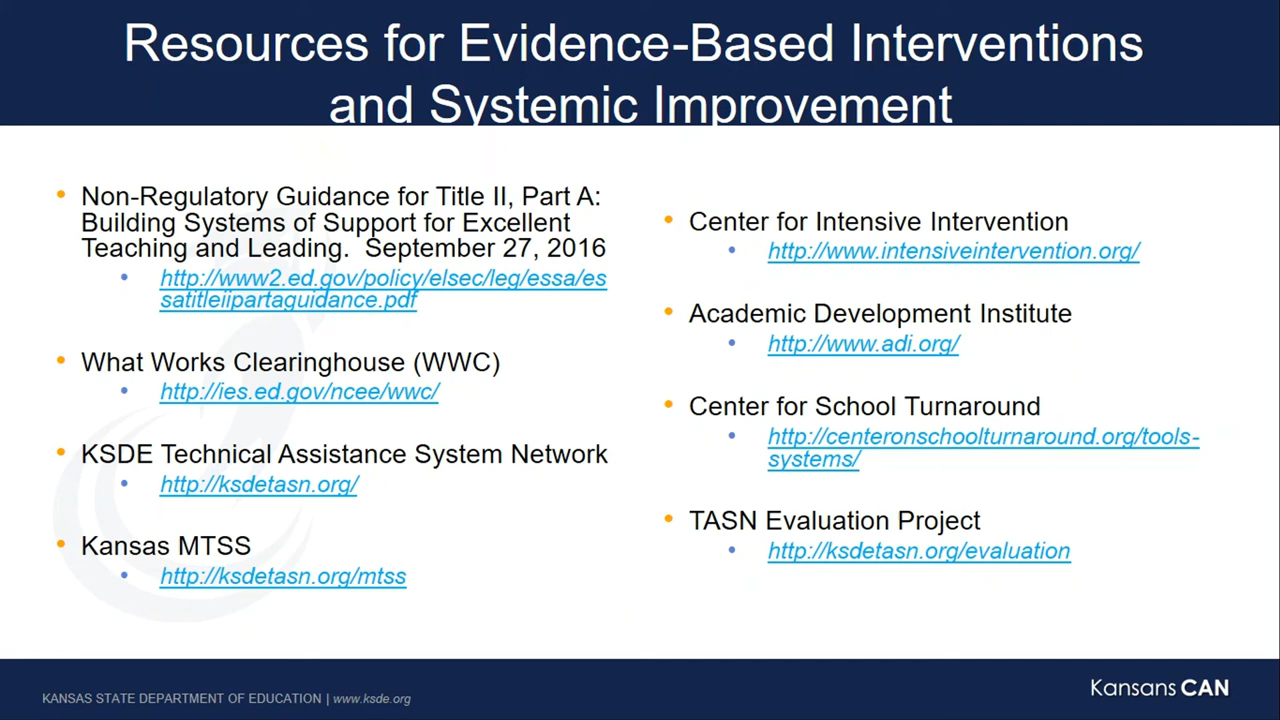 Resources for Evidence-Based Interventions
and Systemic Improvement
Non-Regulatory Guidance for Title II, Part A:
Building Systems of Support for Excellent
Teaching and Leading.  September 27, 2016
http://www2.ed.gov/policy/elsec/leg/essa/es
satitleiipartaguidance.pdf
What Works Clearinghouse (WWC)
http://ies.ed.gov/ncee/wwc/
KSDE Technical Assistance System Network
http://ksdetasn.org/
Kansas MTSS
http://ksdetasn.org/mtss
Center for Intensive Intervention
http://www.intensiveintervention.org/
Academic Development Institute
http://www.adi.org/
Center for School Turnaround
http://centeronschoolturnaround.org/tools-
systems/
TASN Evaluation Project
http://ksdetasn.org/evaluation
KANSAS STATE DEPARTMENT OF EDUCATION | www.ksde.org
KansansCAN